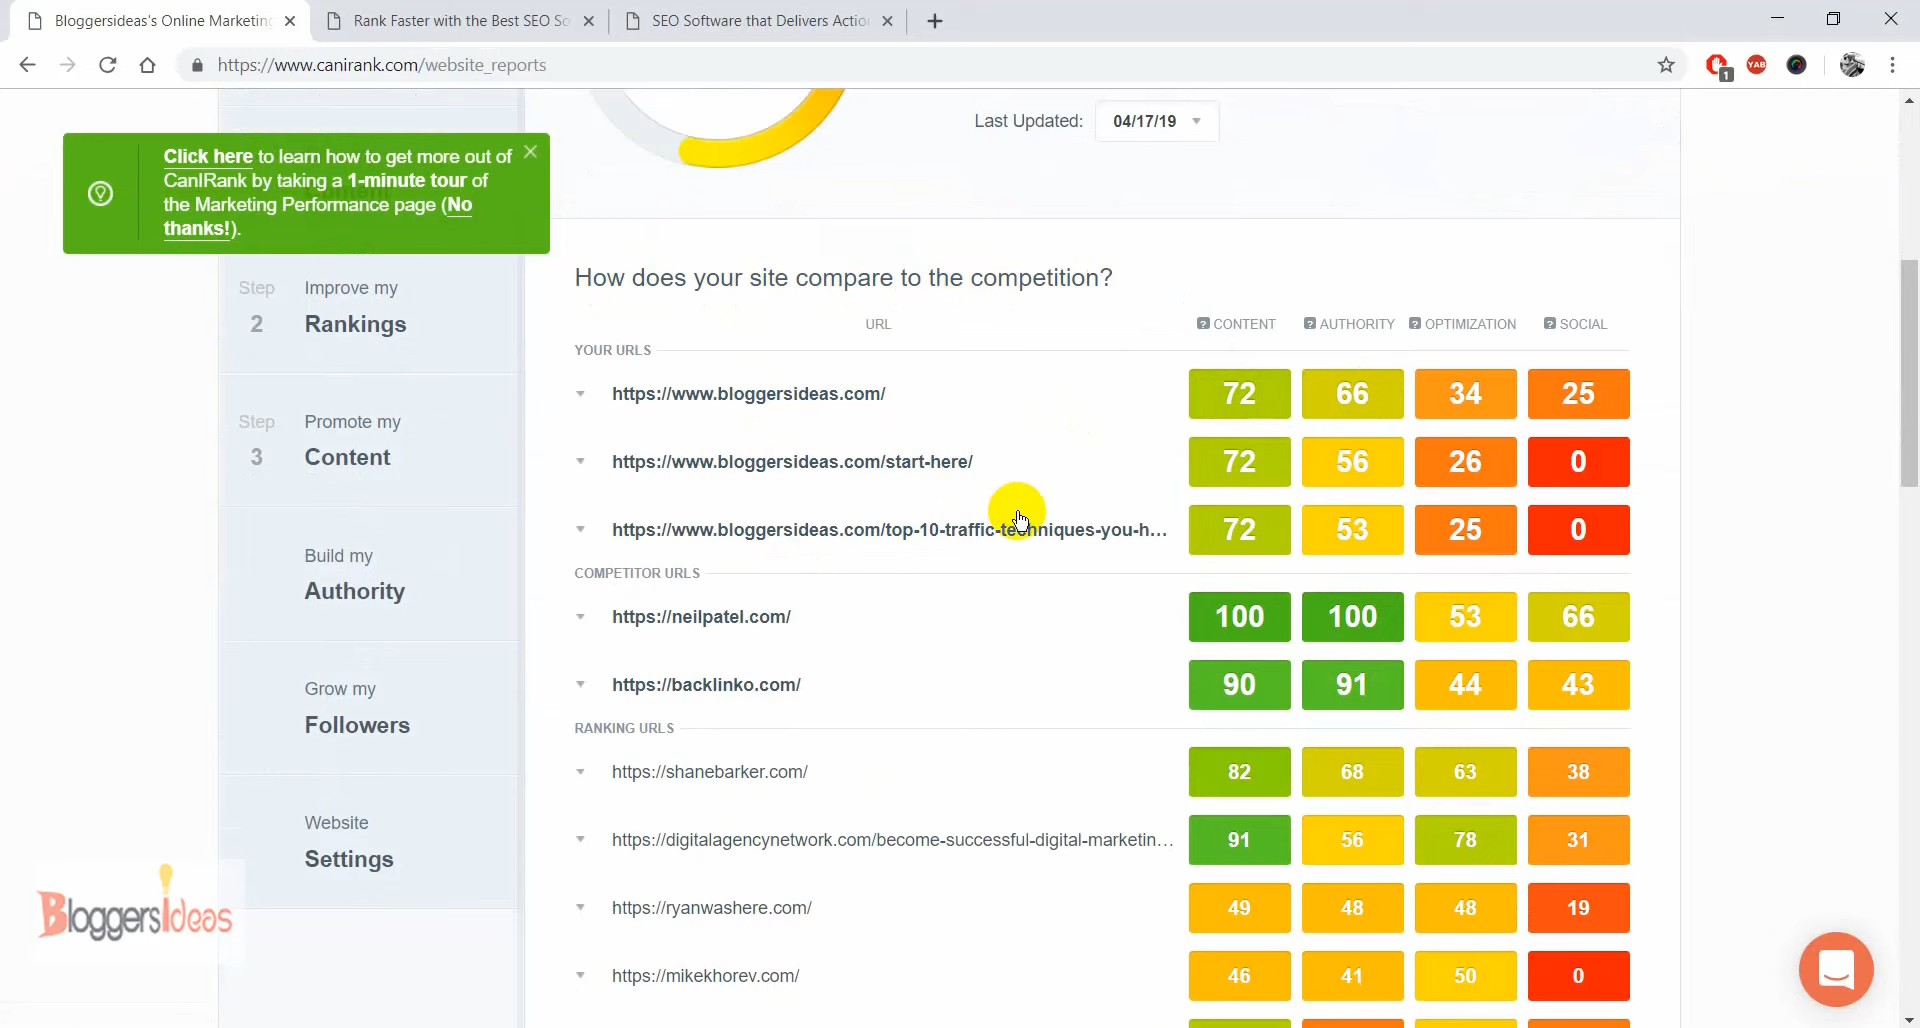 Bloggersideas's Online Marketing
Rank Faster with the Best SEO So
SEO Software that Delivers Actio
https://www.canirank.com/website_reports
1
YAB
Last Updated: 04/17/19
Click here to learn how to get more out of
CanIRank by taking a 1-minute tour of
the Marketing Performance page (No
thanks!).
Step 2 Improve my
Rankings
Step 3 Promote my
Content
Build my
Authority
Grow my
Followers
Website
Settings
BloggersIdeas
How does your site compare to the competition?
URL ? CONTENT ? AUTHORITY ? OPTIMIZATION ? SOCIAL
YOUR URLS
https://www.bloggersideas.com/ 72 66 34 25
https://www.bloggersideas.com/start-here/ 72 56 26 0
https://www.bloggersideas.com/top-10-traffic-techniques-you-h... 72 53 25 0
COMPETITOR URLS
https://neilpatel.com/ 100 100 53 66
https://backlinko.com/ 90 91 44 43
RANKING URLS
https://shanebarker.com/ 82 68 63 38
https://digitalagencynetwork.com/become-successful-digital-marketin... 91 56 78 31
https://ryanwashere.com/ 49 48 48 19
https://mikekhorev.com/ 46 41 50 0